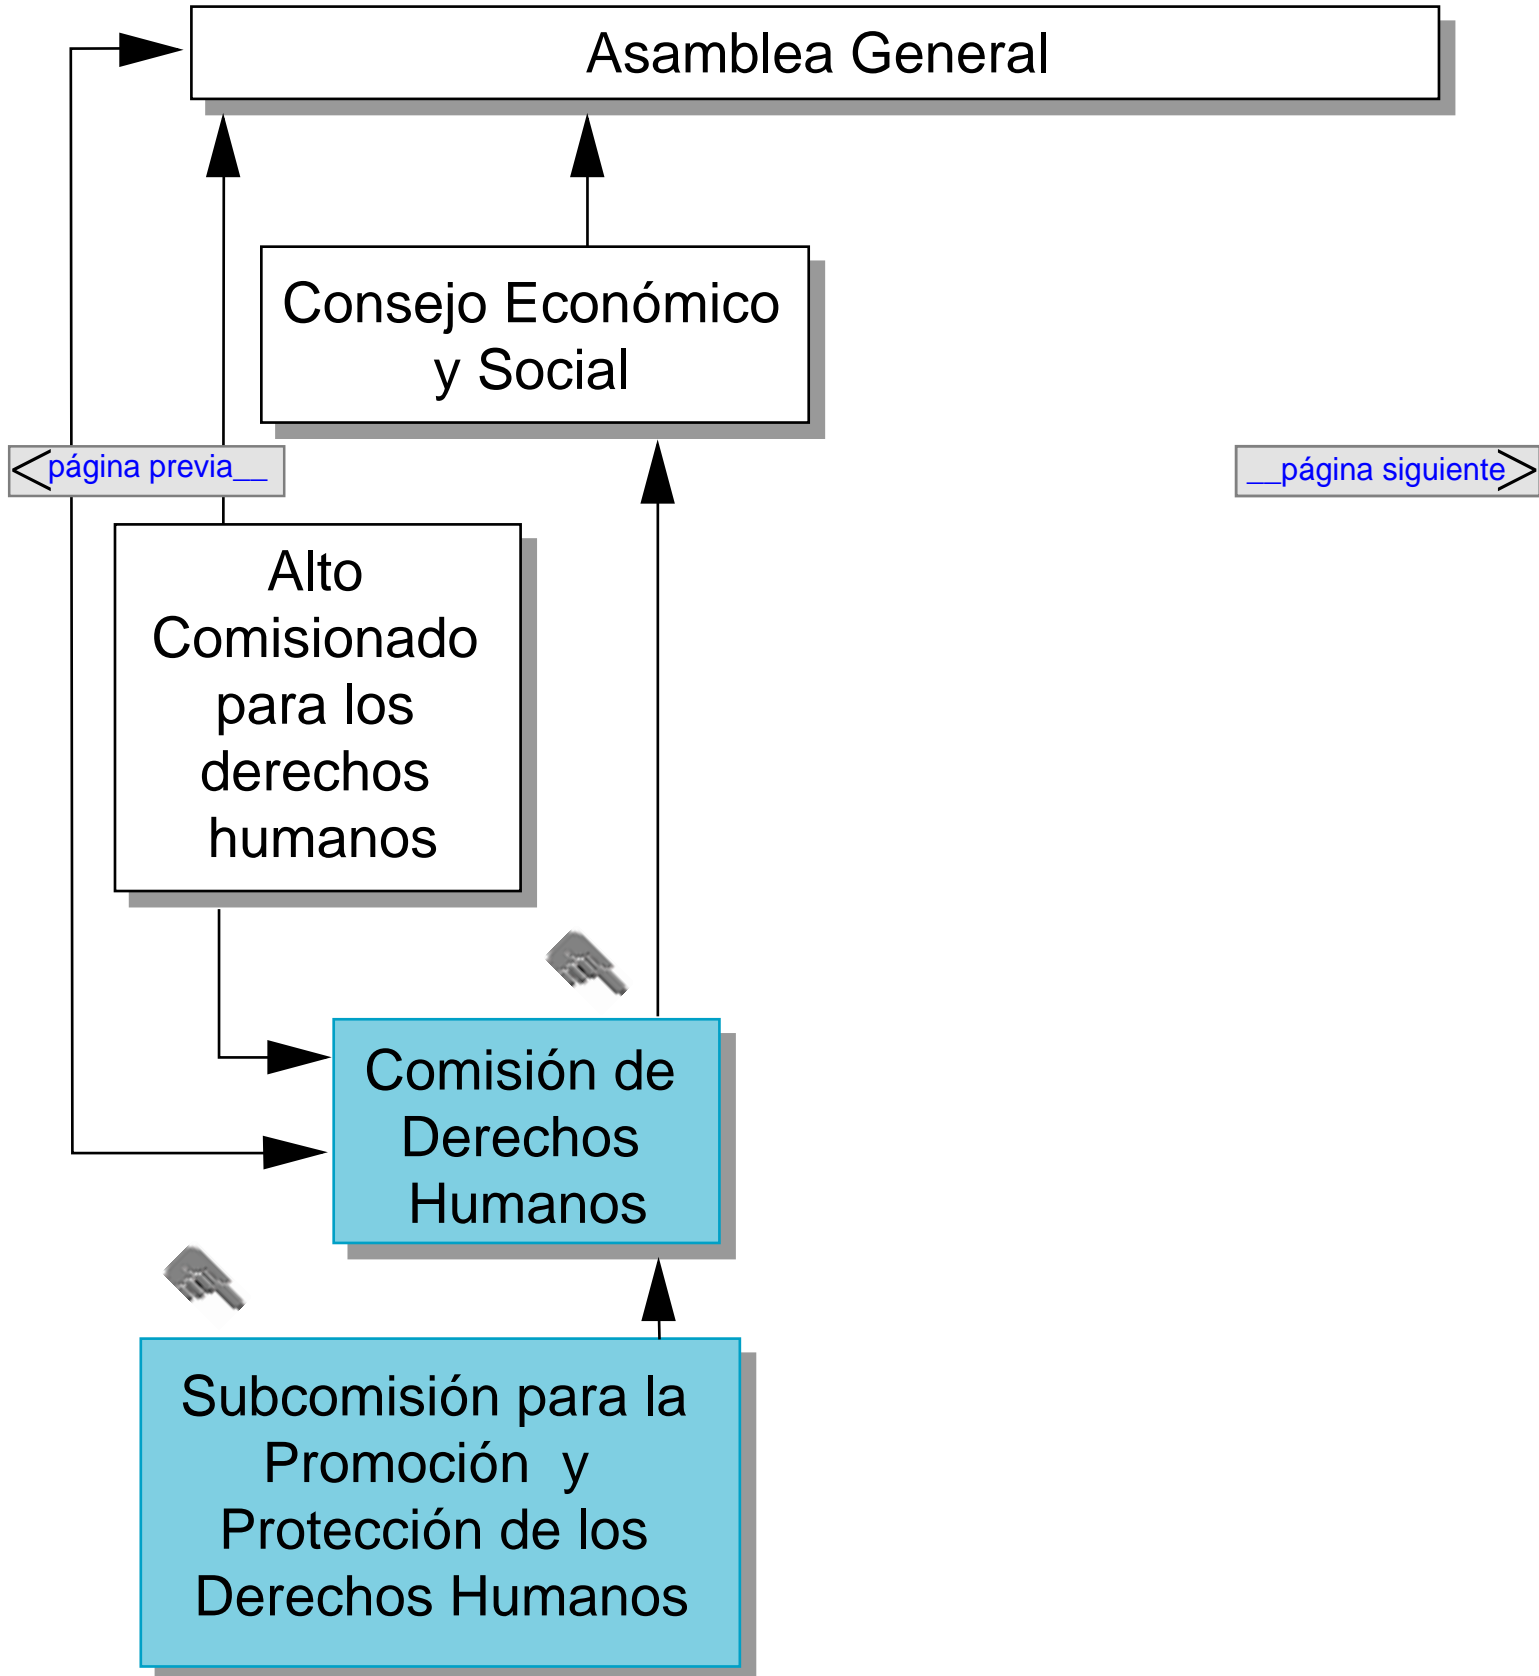 Asamblea General
Consejo Económico
y Social
<página previa__
__página siguiente>
Alto
Comisionado
para los
derechos
humanos
Comisión de
Derechos
Humanos
Subcomisión para la
Promoción y
Protección de los
Derechos Humanos